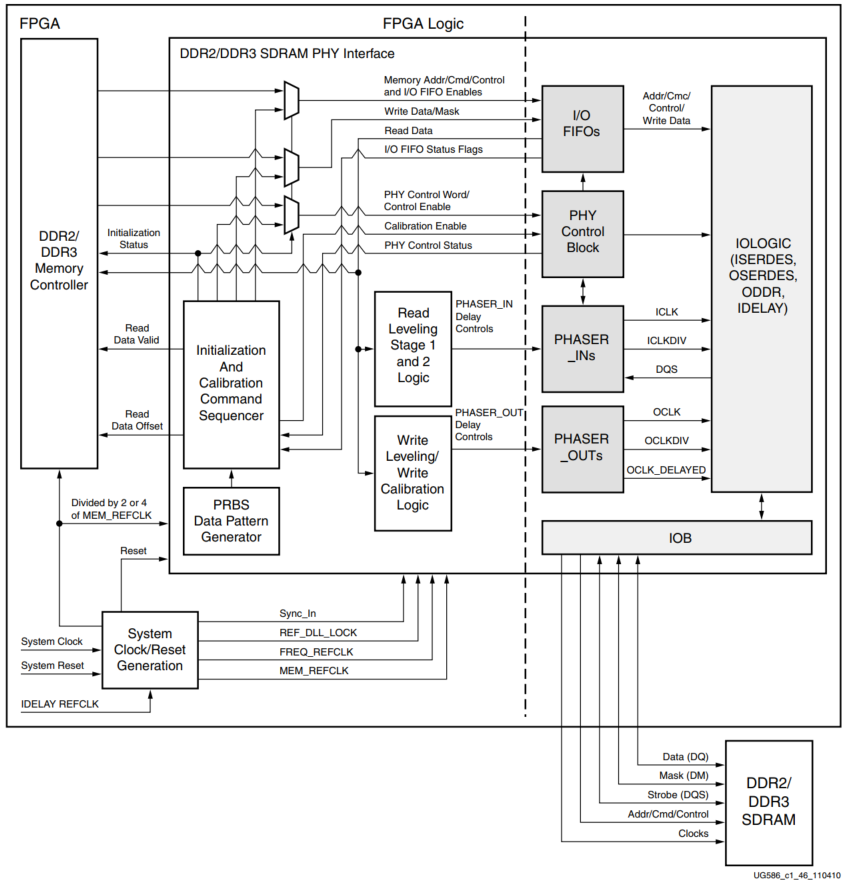 FPGA
FPGA Logic
DDR2/DDR3 SDRAM PHY Interface
Memory Addr/Cmd/Control
and I/O FIFO Enables
Write Data/Mask
Read Data
I/O FIFO Status Flags
I/O
FIFOs
Addr/Cmc/
Control/
Write Data
PHY Control Word/
Control Enable
Calibration Enable
PHY Control Status
PHY
Control
Block
IOLOGIC
(ISERDES,
OSERDES,
ODDR,
IDELAY)
DDR2/
DDR3
Memory
Controller
Initialization
Status
Read
Data Valid
Read
Data Offset
Initialization
And
Calibration
Command
Sequencer
Read
Leveling
Stage 1
and 2
Logic
PHASER_IN
Delay
Controls
PHASER
_INs
ICLK
ICLKDIV
DQS
Write
Leveling/
Write
Calibration
Logic
PHASER_OUT
Delay
Controls
PHASER
_OUTs
OCLK
OCLKDIV
OCLK_DELAYED
PRBS
Data Pattern
Generator
Divided by 2 or 4
of MEM_REFCLK
Reset
IOB
System Clock
System Reset
IDELAY REFCLK
System
Clock/Reset
Generation
Sync_In
REF_DLL_LOCK
FREQ_REFCLK
MEM_REFCLK
Data (DQ)
Mask (DM)
Strobe (DQS)
Addr/Cmd/Control
Clocks
DDR2/
DDR3
SDRAM
UG586_c1_46_110410